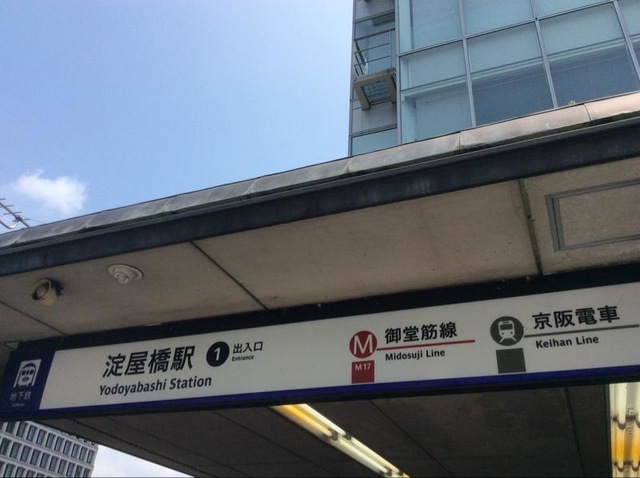 地下鉄
淀屋橋駅
Yodoyabashi Station
1
出入口
Entrance
M
M17
御堂筋線
Midosuji Line
京阪電車
Keihan Line